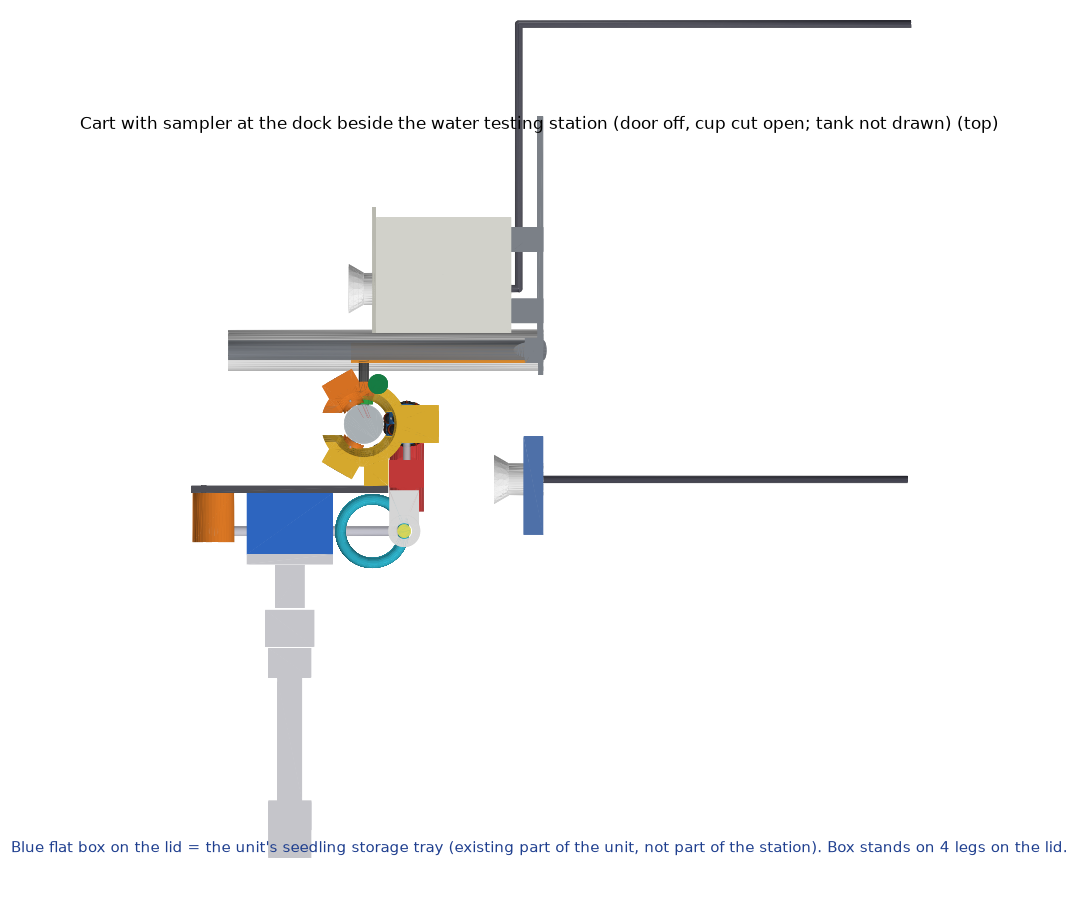 Cart with sampler at the dock beside the water testing station (door off, cup cut open; tank not drawn) (top)
Blue flat box on the lid = the unit's seedling storage tray (existing part of the unit, not part of the station). Box stands on 4 legs on the lid.